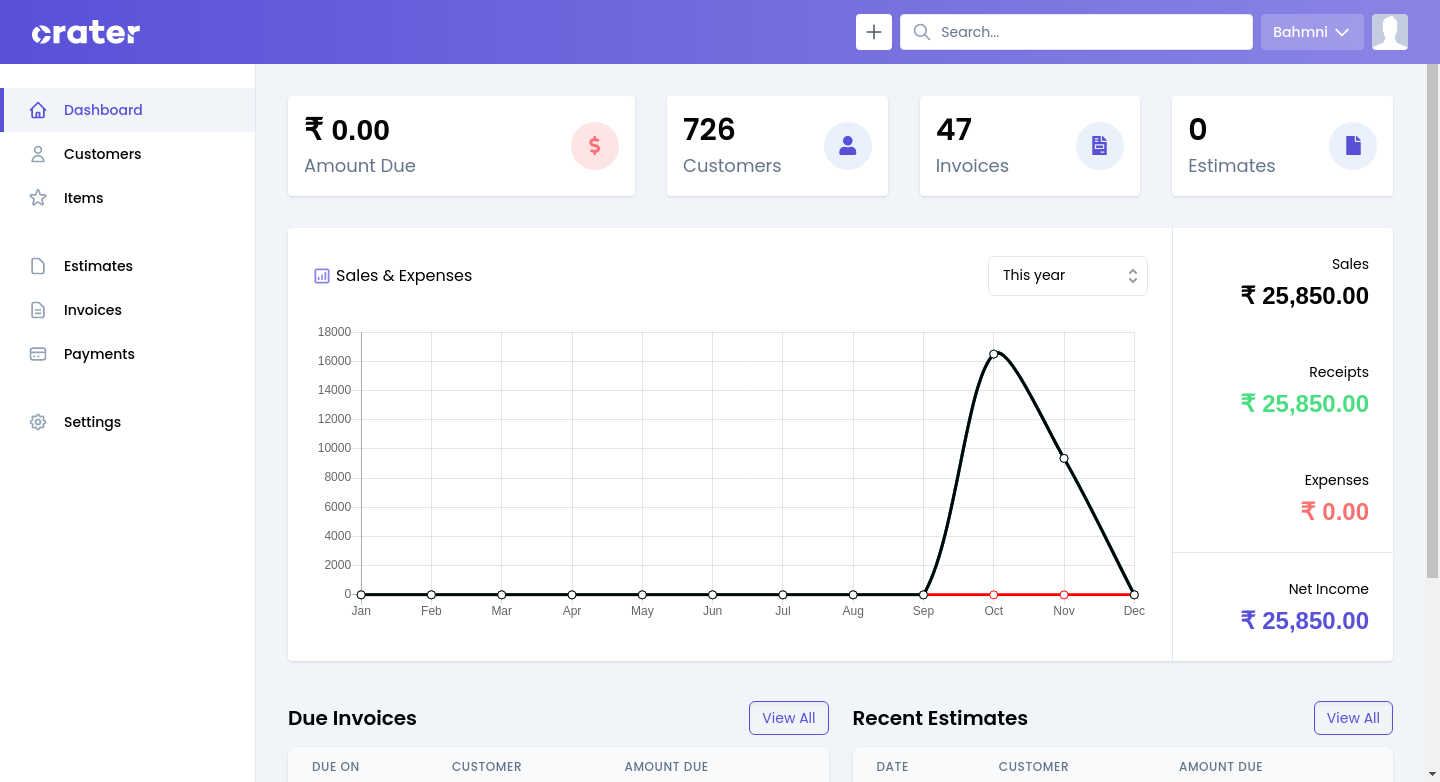 crater
Search...
Bahmni
Dashboard
Customers
Items
Estimates
Invoices
Payments
Settings
₹ 0.00
Amount Due
726
Customers
47
Invoices
0
Estimates
Sales & Expenses
This year
18000
16000
14000
12000
10000
8000
6000
4000
2000
0
Jan Feb Mar Apr May Jun Jul Aug Sep Oct Nov Dec
Sales
₹ 25,850.00
Receipts
₹ 25,850.00
Expenses
₹ 0.00
Net Income
₹ 25,850.00
Due Invoices
View All
DUE ON CUSTOMER AMOUNT DUE
Recent Estimates
View All
DATE CUSTOMER AMOUNT DUE